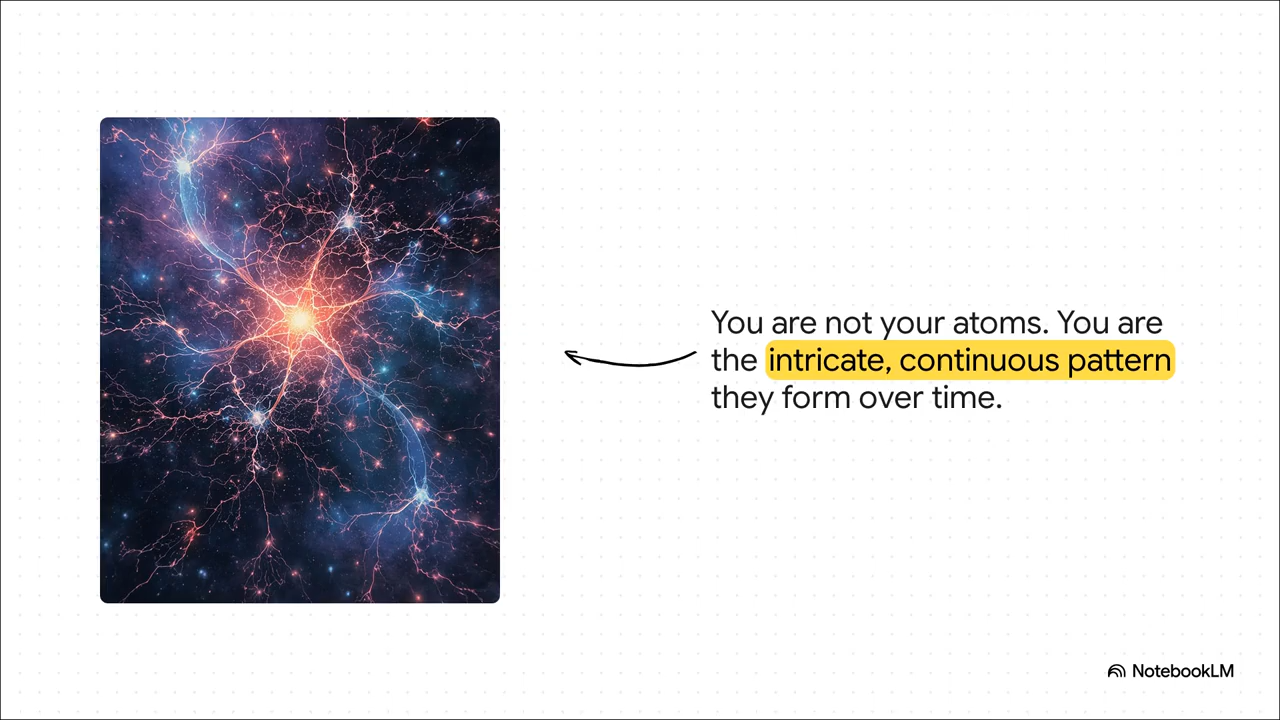 You are not your atoms. You are
the intricate, continuous pattern
they form over time.
NotebookLM